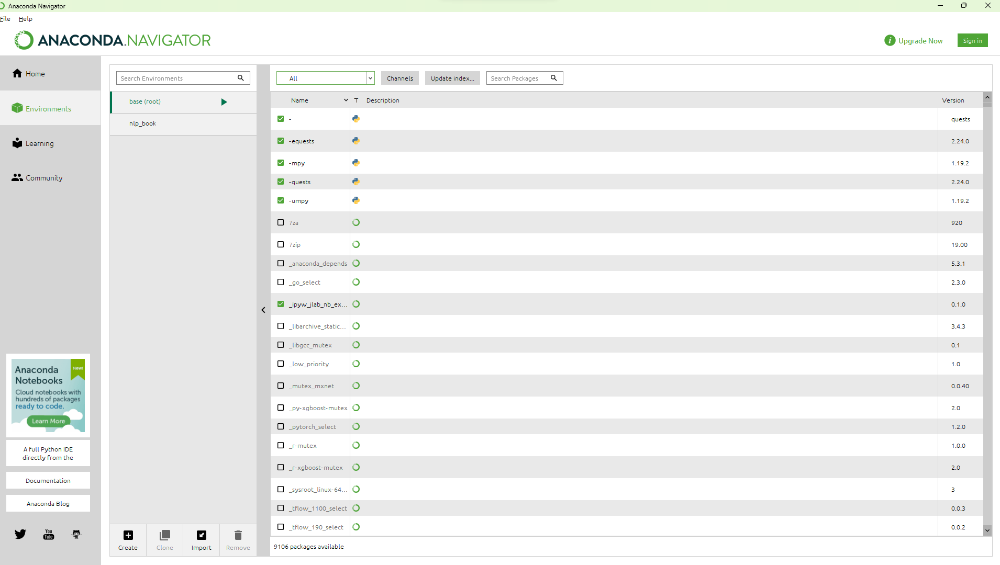 Anaconda Navigator
File Help
ANACONDA.NAVIGATOR
Upgrade Now
Sign in
Home
Environments
Learning
Community
Anaconda
Notebooks
New!
Cloud notebooks with
hundreds of packages
ready to code.
Learn More
A full Python IDE
directly from the
Documentation
Anaconda Blog
You
Tube
Search Environments
base (root)
nlp_book
Create
Clone
Import
Remove
All
Channels
Update index...
Search Packages
Name T Description Version
- quests
-equests 2.24.0
-mpy 1.19.2
-quests 2.24.0
-umpy 1.19.2
7za 920
7zip 19.00
_anaconda_depends 5.3.1
_go_select 2.3.0
_ipyw_jlab_nb_ex... 0.1.0
_libarchive_static... 3.4.3
_libgcc_mutex 0.1
_low_priority 1.0
_mutex_mxnet 0.0.40
_py-xgboost-mutex 2.0
_pytorch_select 1.2.0
_r-mutex 1.0.0
_r-xgboost-mutex 2.0
_sysroot_linux-64... 3
_tflow_1100_select 0.0.3
_tflow_190_select 0.0.2
9106 packages available